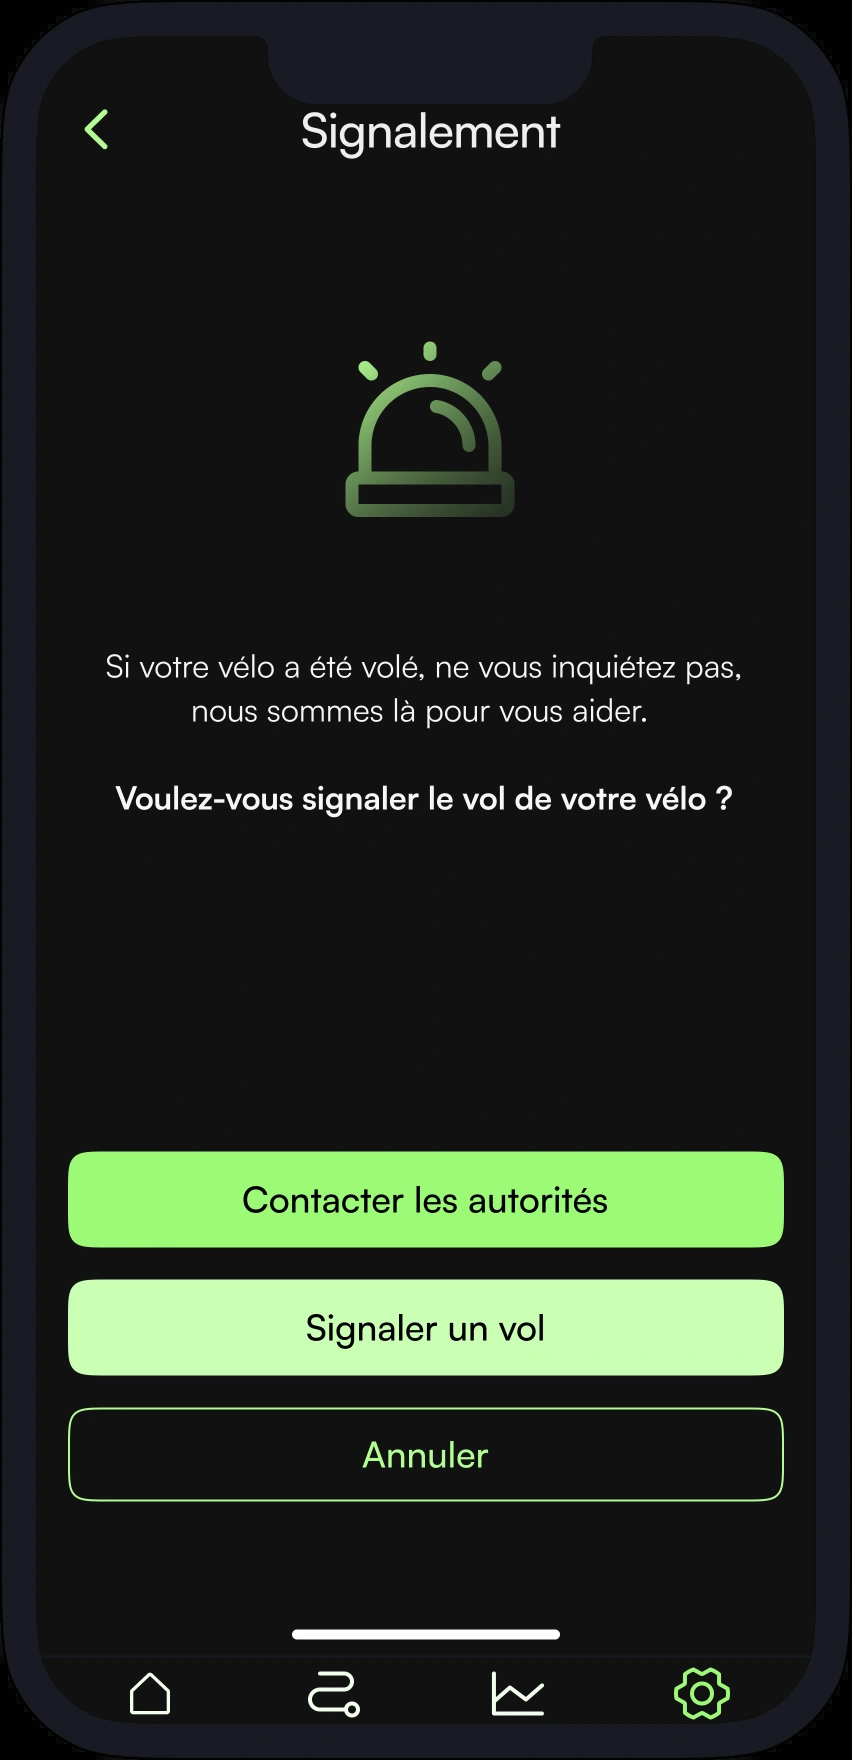 Signalement
Si votre vélo a été volé, ne vous inquiétez pas,
nous sommes là pour vous aider.
Voulez-vous signaler le vol de votre vélo ?
Contacter les autorités
Signaler un vol
Annuler